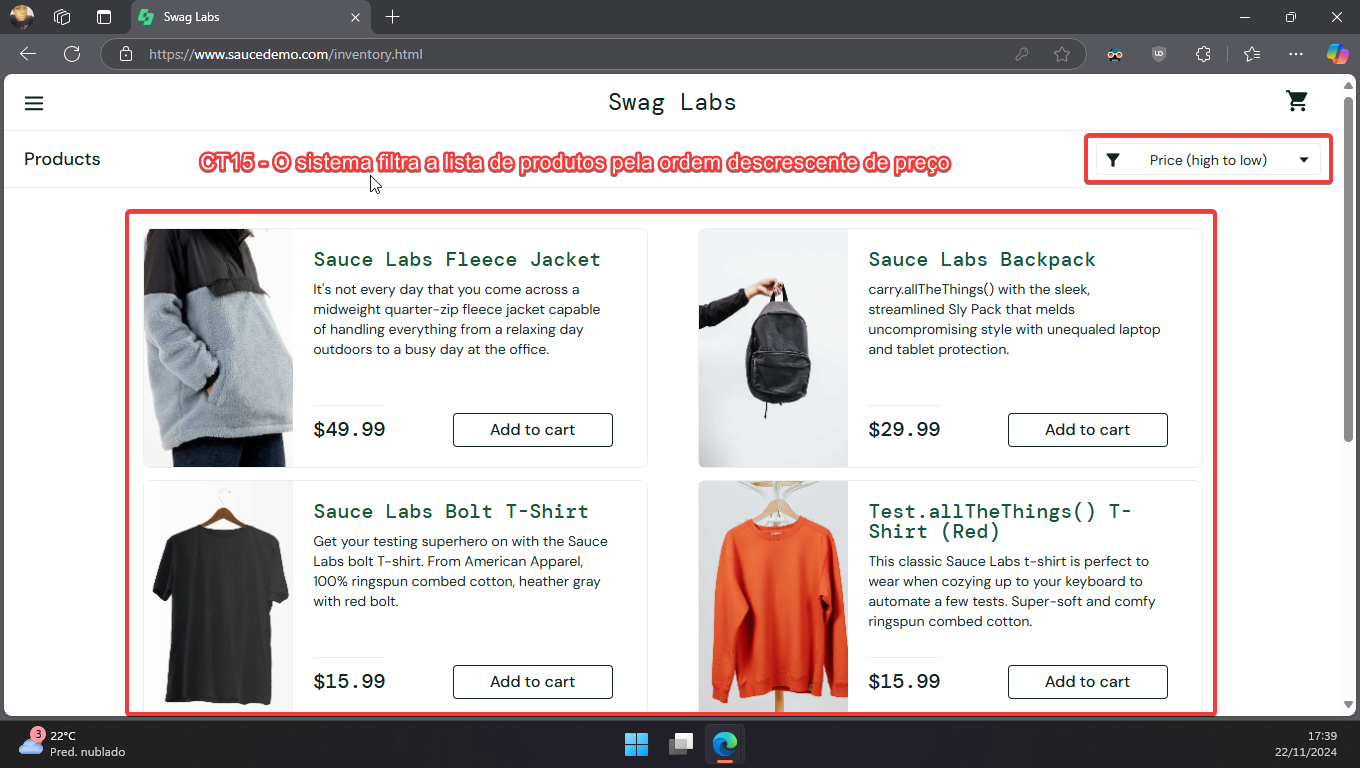 Swag Labs
https://www.saucedemo.com/inventory.html
Swag Labs
Products
CT15 - O sistema filtra a lista de produtos pela ordem descrescente de preço
Price (high to low)
Sauce Labs Fleece Jacket
It's not every day that you come across a
midweight quarter-zip fleece jacket capable
of handling everything from a relaxing day
outdoors to a busy day at the office.
$49.99
Add to cart
Sauce Labs Backpack
carry.allTheThings() with the sleek,
streamlined Sly Pack that melds
uncompromising style with unequaled laptop
and tablet protection.
$29.99
Add to cart
Sauce Labs Bolt T-Shirt
Get your testing superhero on with the Sauce
Labs bolt T-shirt. From American Apparel,
100% ringspun combed cotton, heather gray
with red bolt.
$15.99
Add to cart
Test.allTheThings() T-
Shirt (Red)
This classic Sauce Labs t-shirt is perfect to
wear when cozying up to your keyboard to
automate a few tests. Super-soft and comfy
ringspun combed cotton.
$15.99
Add to cart
3
22°C
Pred. nublado
17:39
22/11/2024